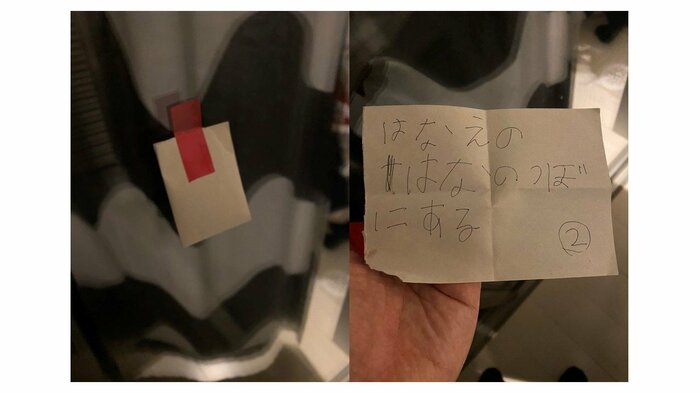 はなえの
はなのつぼ
にある
②